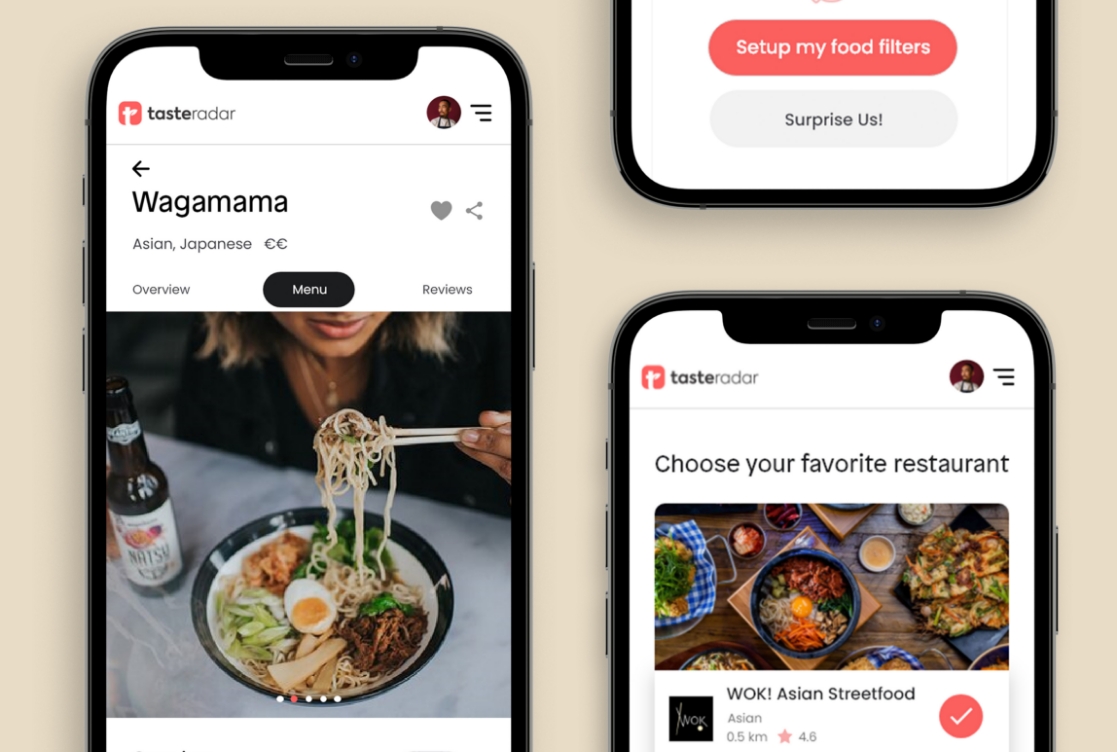 tasteradar
Wagamama
Asian, Japanese €€
Overview
Menu
Reviews
NATSU
Setup my food filters
Surprise Us!
tasteradar
Choose your favorite restaurant
WOK! Asian Streetfood
WOK
Asian
0.5 km 4.6